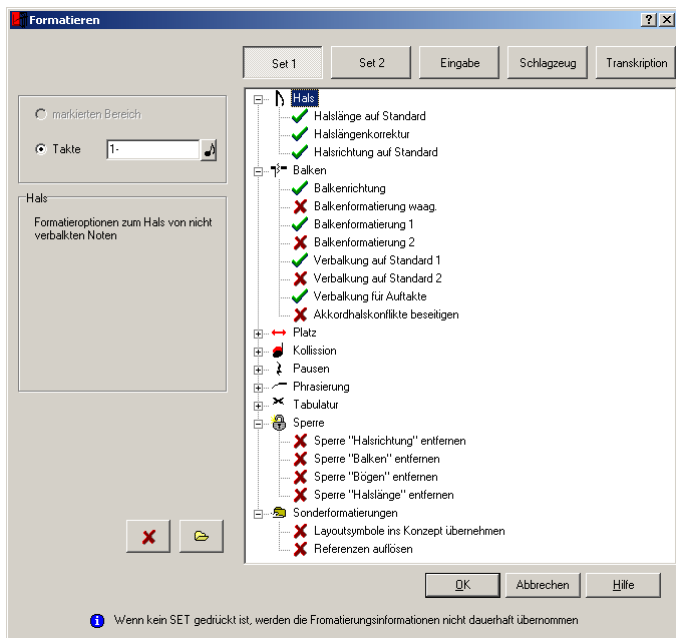 Formatieren
Set 1
Set 2
Eingabe
Schlagzeug
Transkription
markierten Bereich
Takte
1-
Hals
Formatieroptionen zum Hals von nicht
verbalkten Noten
Hals
Halslänge auf Standard
Halslängenkorrektur
Halsrichtung auf Standard
Balken
Balkenrichtung
Balkenformatierung waag.
Balkenformatierung 1
Balkenformatierung 2
Verbalkung auf Standard 1
Verbalkung auf Standard 2
Verbalkung für Auftakte
Akkordhalskonflikte beseitigen
Platz
Kollission
Pausen
Phrasierung
Tabulatur
Sperre
Sperre "Halsrichtung" entfernen
Sperre "Balken" entfernen
Sperre "Bögen" entfernen
Sperre "Halslänge" entfernen
Sonderformatierungen
Layoutsymbole ins Konzept übernehmen
Referenzen auflösen
OK
Abbrechen
Hilfe
Wenn kein SET gedrückt ist, werden die Fromatierungsinformationen nicht dauerhaft übernommen